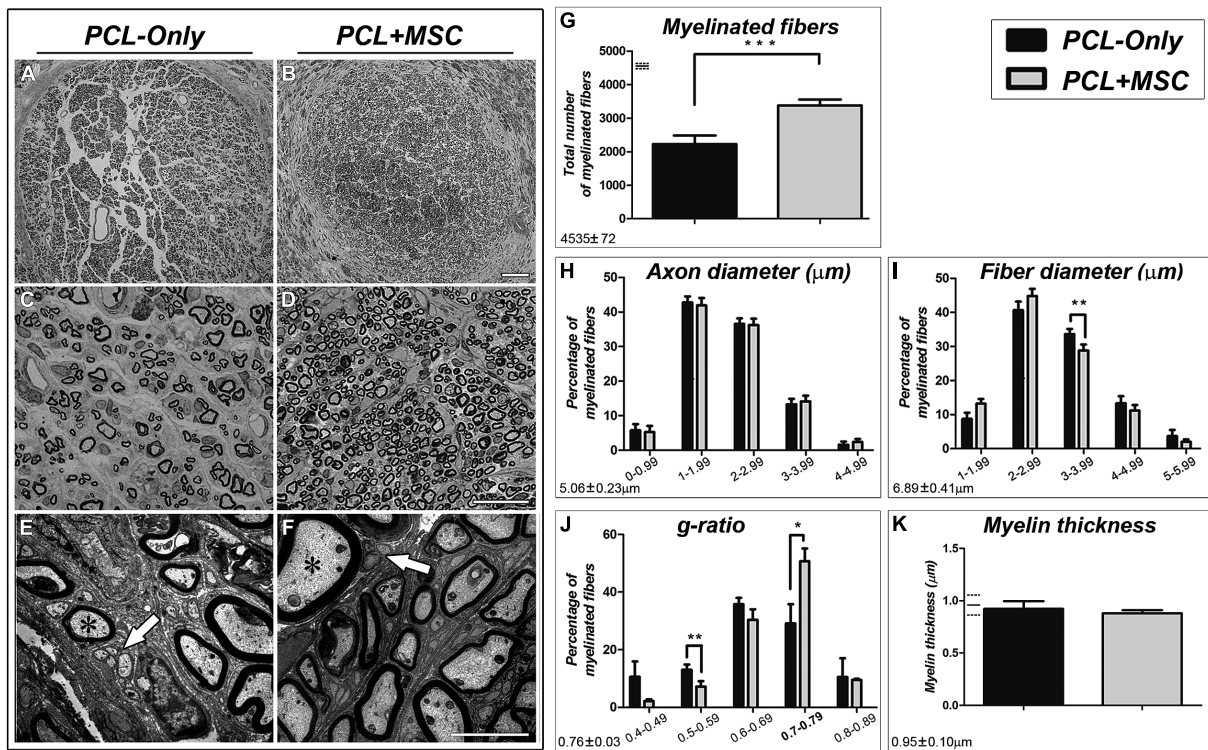 PCL-Only
PCL+MSC
A
B
C
D
E
*
F
*
G
Myelinated fibers
***
Total number
of myelinated fibers
5000
4000
3000
2000
1000
0
4535±72
PCL-Only
PCL+MSC
H
Axon diameter (μm)
Percentage of
myelinated fibers
50
40
30
20
10
0
0-0.99
1-1.99
2-2.99
3-3.99
4-4.99
5.06±0.23μm
I
Fiber diameter (μm)
**
Percentage of
myelinated fibers
50
40
30
20
10
0
1-1.99
2-2.99
3-3.99
4-4.99
5-5.99
6.89±0.41μm
J
g-ratio
*
**
Percentage of
myelinated fibers
60
40
20
0
0.4-0.49
0.5-0.59
0.6-0.69
0.7-0.79
0.8-0.89
0.76±0.03
K
Myelin thickness
Myelin thickness (μm)
1.5
1.0
0.5
0.0
0.95±0.10μm